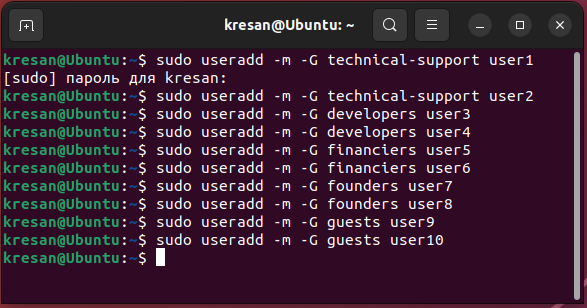 kresan@Ubuntu: ~
kresan@Ubuntu:~$ sudo useradd -m -G technical-support user1
[sudo] пароль для kresan:
kresan@Ubuntu:~$ sudo useradd -m -G technical-support user2
kresan@Ubuntu:~$ sudo useradd -m -G developers user3
kresan@Ubuntu:~$ sudo useradd -m -G developers user4
kresan@Ubuntu:~$ sudo useradd -m -G financiers user5
kresan@Ubuntu:~$ sudo useradd -m -G financiers user6
kresan@Ubuntu:~$ sudo useradd -m -G founders user7
kresan@Ubuntu:~$ sudo useradd -m -G founders user8
kresan@Ubuntu:~$ sudo useradd -m -G guests user9
kresan@Ubuntu:~$ sudo useradd -m -G guests user10
kresan@Ubuntu:~$